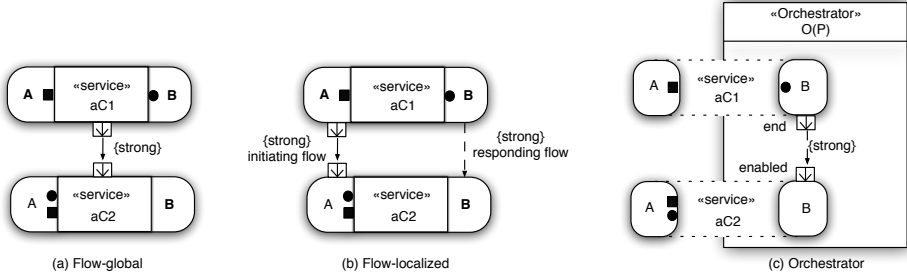 A
«service»
aC1
B
{strong}
A
«service»
aC2
B
(a) Flow-global
A
«service»
aC1
B
{strong}
initiating flow
{strong}
responding flow
A
«service»
aC2
B
(b) Flow-localized
«Orchestrator»
O(P)
A
«service»
aC1
B
end
{strong}
enabled
A
«service»
aC2
B
(c) Orchestrator